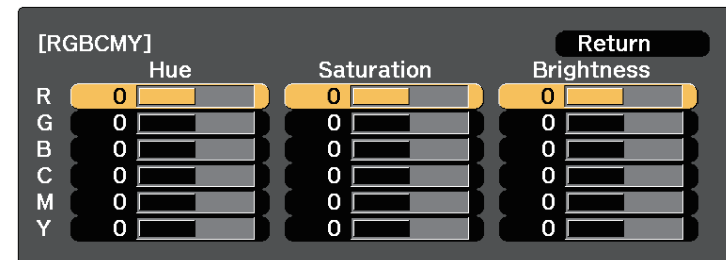 [RGBCMY] Return
Hue Saturation Brightness
R 0 0 0
G 0 0 0
B 0 0 0
C 0 0 0
M 0 0 0
Y 0 0 0